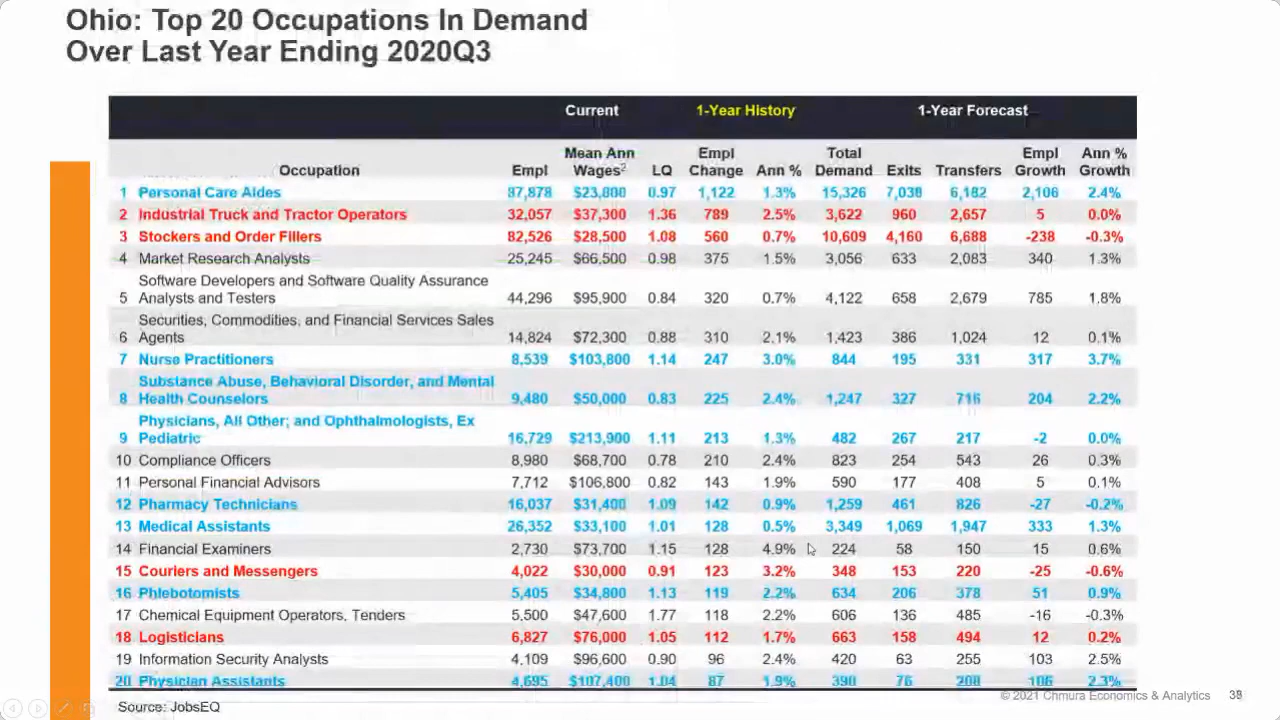 Ohio: Top 20 Occupations In Demand
Over Last Year Ending 2020Q3
Current 1-Year History 1-Year Forecast
Occupation Empl Mean Ann Wages2 LQ Empl Change Ann % Total Demand Exits Transfers Empl Growth Ann % Growth
1 Personal Care Aides 87,878 $23,800 0.97 1,122 1.3% 15,326 7,038 6,182 2,106 2.4%
2 Industrial Truck and Tractor Operators 32,057 $37,300 1.36 789 2.5% 3,622 960 2,657 5 0.0%
3 Stockers and Order Fillers 82,526 $28,500 1.08 560 0.7% 10,609 4,160 6,688 -238 -0.3%
4 Market Research Analysts 25,245 $66,500 0.98 375 1.5% 3,056 633 2,083 340 1.3%
Software Developers and Software Quality Assurance
5 Analysts and Testers 44,296 $95,900 0.84 320 0.7% 4,122 658 2,679 785 1.8%
Securities, Commodities, and Financial Services Sales
6 Agents 14,824 $72,300 0.88 310 2.1% 1,423 386 1,024 12 0.1%
7 Nurse Practitioners 8,539 $103,800 1.14 247 3.0% 844 195 331 317 3.7%
Substance Abuse, Behavioral Disorder, and Mental
8 Health Counselors 9,480 $50,000 0.83 225 2.4% 1,247 327 716 204 2.2%
Physicians, All Other; and Ophthalmologists, Ex
9 Pediatric 16,729 $213,900 1.11 213 1.3% 482 267 217 -2 0.0%
10 Compliance Officers 8,980 $68,700 0.78 210 2.4% 823 254 543 26 0.3%
11 Personal Financial Advisors 7,712 $106,800 0.82 143 1.9% 590 177 408 5 0.1%
12 Pharmacy Technicians 16,037 $31,400 1.09 142 0.9% 1,259 461 826 -27 -0.2%
13 Medical Assistants 26,352 $33,100 1.01 128 0.5% 3,349 1,069 1,947 333 1.3%
14 Financial Examiners 2,730 $73,700 1.15 128 4.9% 224 58 150 15 0.6%
15 Couriers and Messengers 4,022 $30,000 0.91 123 3.2% 348 153 220 -25 -0.6%
16 Phlebotomists 5,405 $34,800 1.13 119 2.2% 634 206 378 51 0.9%
17 Chemical Equipment Operators, Tenders 5,500 $47,600 1.77 118 2.2% 606 136 485 -16 -0.3%
18 Logisticians 6,827 $76,000 1.05 112 1.7% 663 158 494 12 0.2%
19 Information Security Analysts 4,109 $96,600 0.90 96 2.4% 420 63 255 103 2.5%
20 Physician Assistants 4,695 $107,400 1.04 87 1.9% 390 76 208 106 2.3%
© 2021 Chmura Economics & Analytics
Source: JobsEQ